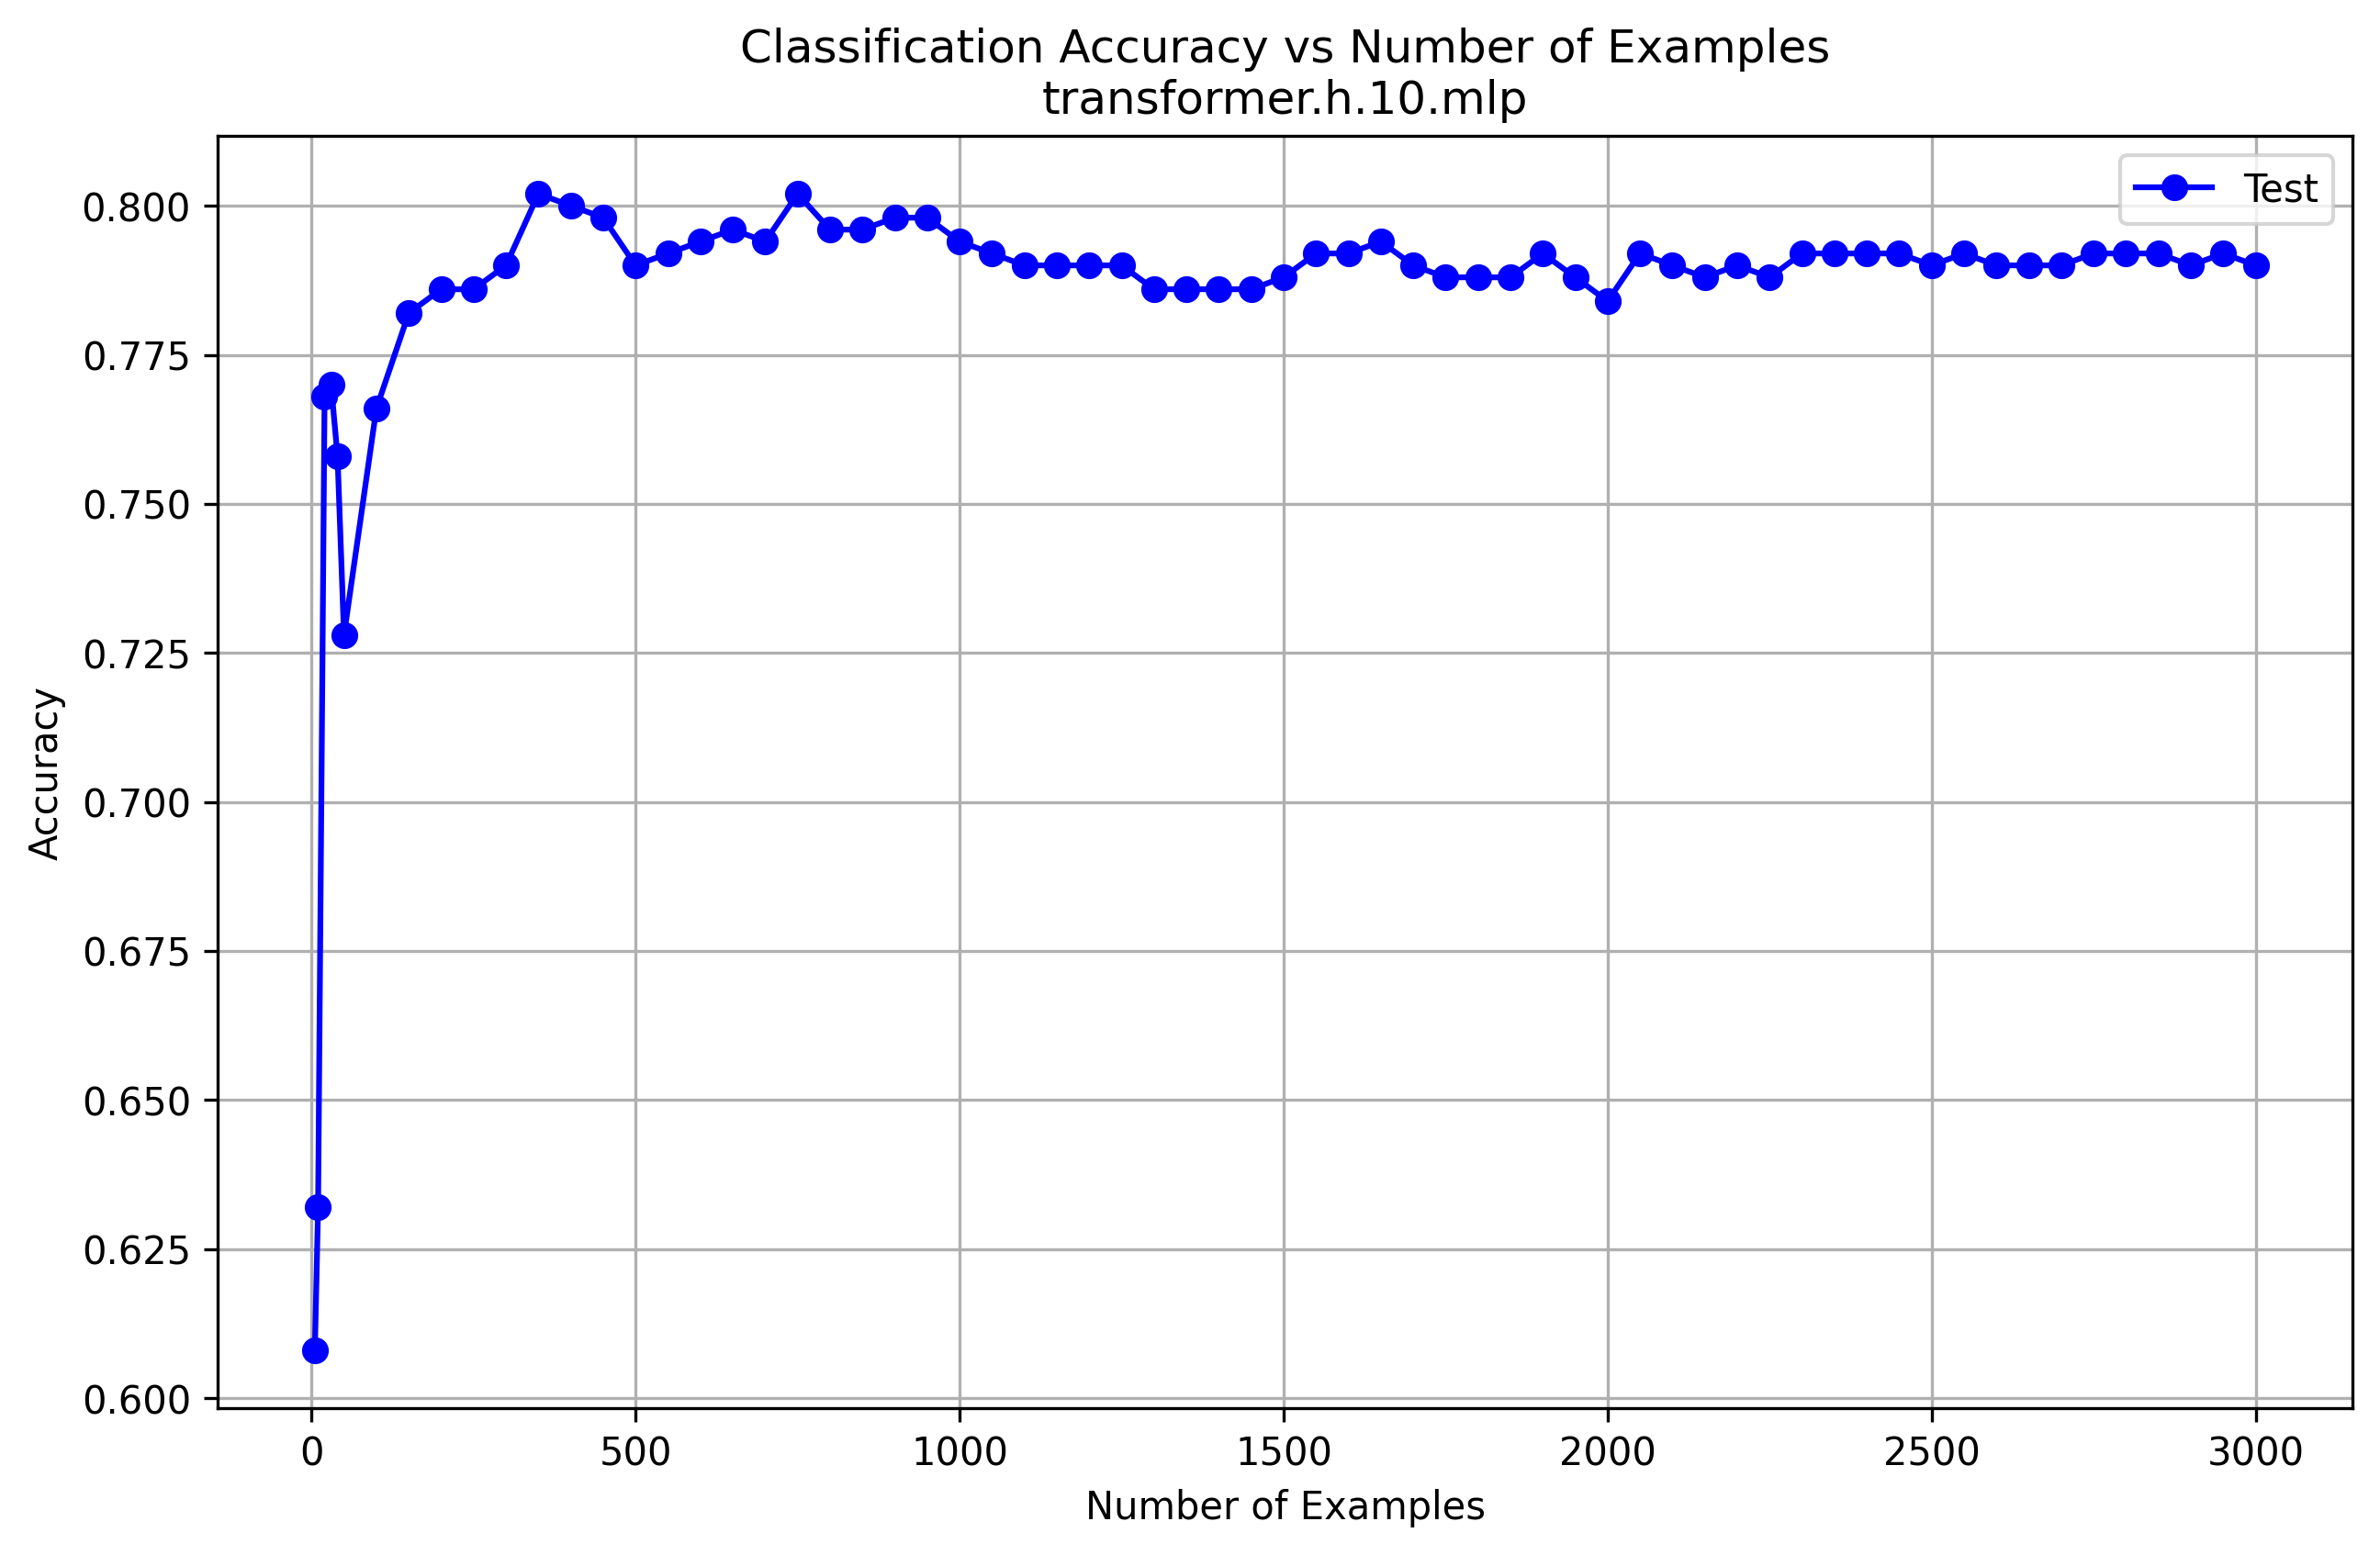 Classification Accuracy vs Number of Examples
transformer.h.10.mlp
Test
0.800
0.775
0.750
0.725
0.700
0.675
0.650
0.625
0.600
Accuracy
0 500 1000 1500 2000 2500 3000
Number of Examples